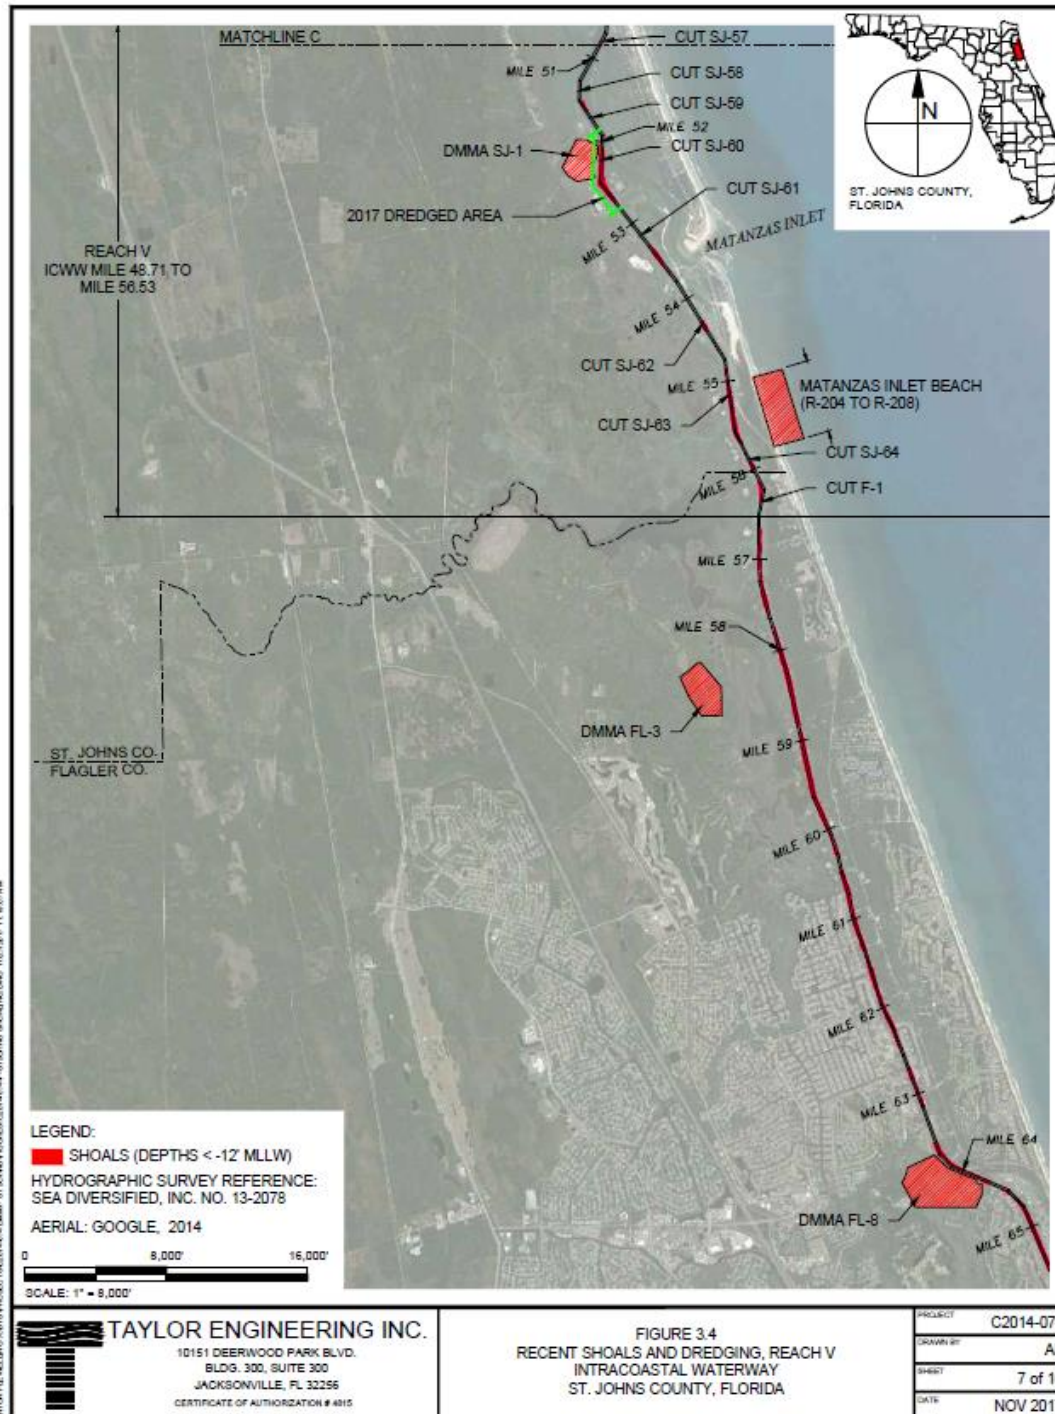 MATCHLINE C
CUT SJ-57
MILE 51
CUT SJ-58
CUT SJ-59
MILE 52
DMMA SJ-1
CUT SJ-60
CUT SJ-61
2017 DREDGED AREA
MILE 53
MATANZAS INLET
N
ST. JOHNS COUNTY,
FLORIDA
REACH V
ICWW MILE 48.71 TO
MILE 56.53
MILE 54
CUT SJ-62
MILE 55
MATANZAS INLET BEACH
(R-204 TO R-208)
CUT SJ-63
CUT SJ-64
MILE 56
CUT F-1
MILE 57
MILE 58
DMMA FL-3
MILE 59
ST. JOHNS CO.
FLAGLER CO.
MILE 60
MILE 61
MILE 62
MILE 63
MILE 64
DMMA FL-8
MILE 65
LEGEND:
SHOALS (DEPTHS < -12' MLLW)
HYDROGRAPHIC SURVEY REFERENCE:
SEA DIVERSIFIED, INC. NO. 13-2078
AERIAL: GOOGLE, 2014
0 8,000' 16,000'
SCALE: 1" = 8,000'
TAYLOR ENGINEERING INC.
10151 DEERWOOD PARK BLVD.
BLDG. 300, SUITE 300
JACKSONVILLE, FL 32256
CERTIFICATE OF AUTHORIZATION # 4815
FIGURE 3.4
RECENT SHOALS AND DREDGING, REACH V
INTRACOASTAL WATERWAY
ST. JOHNS COUNTY, FLORIDA
PROJECT C2014-07
DRAWN BY A
SHEET 7 of 1
DATE NOV 201